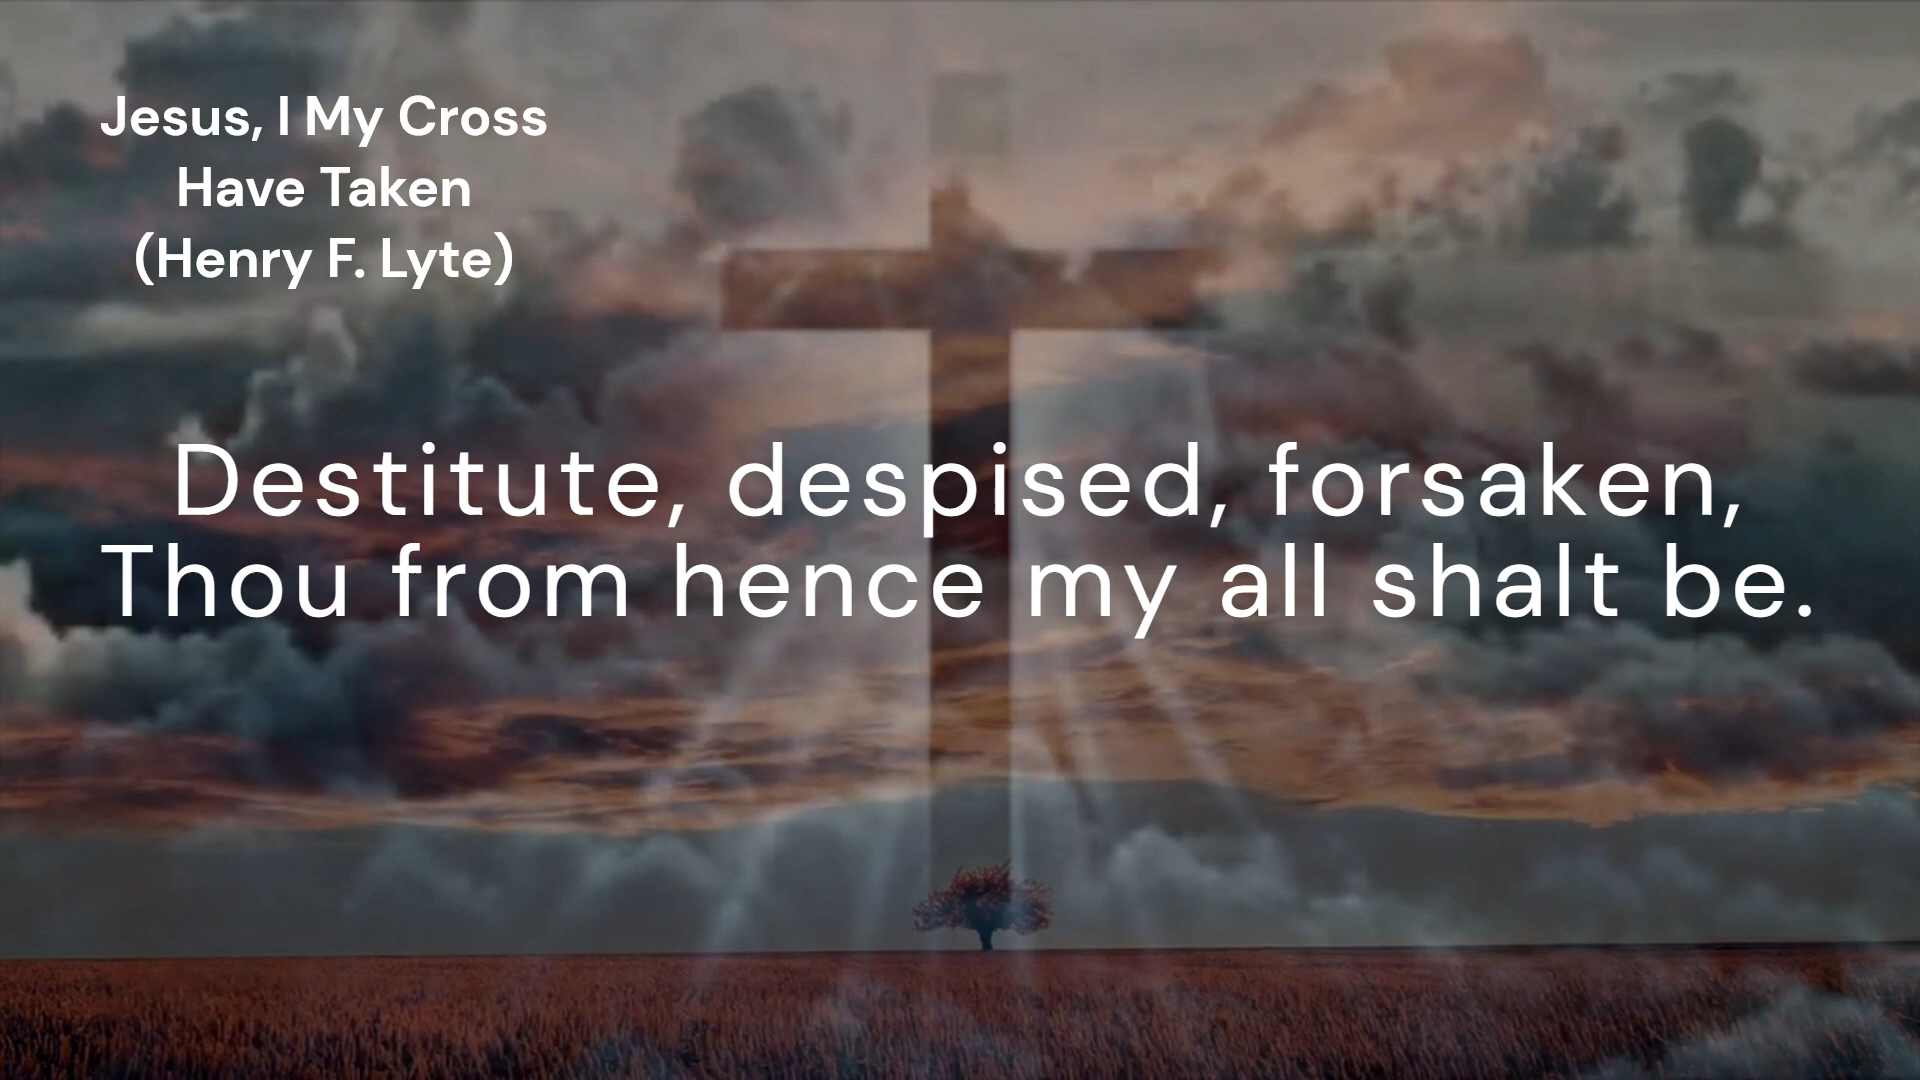 Jesus, I My Cross
Have Taken
(Henry F. Lyte)
Destitute, despised, forsaken,
Thou from hence my all shalt be.